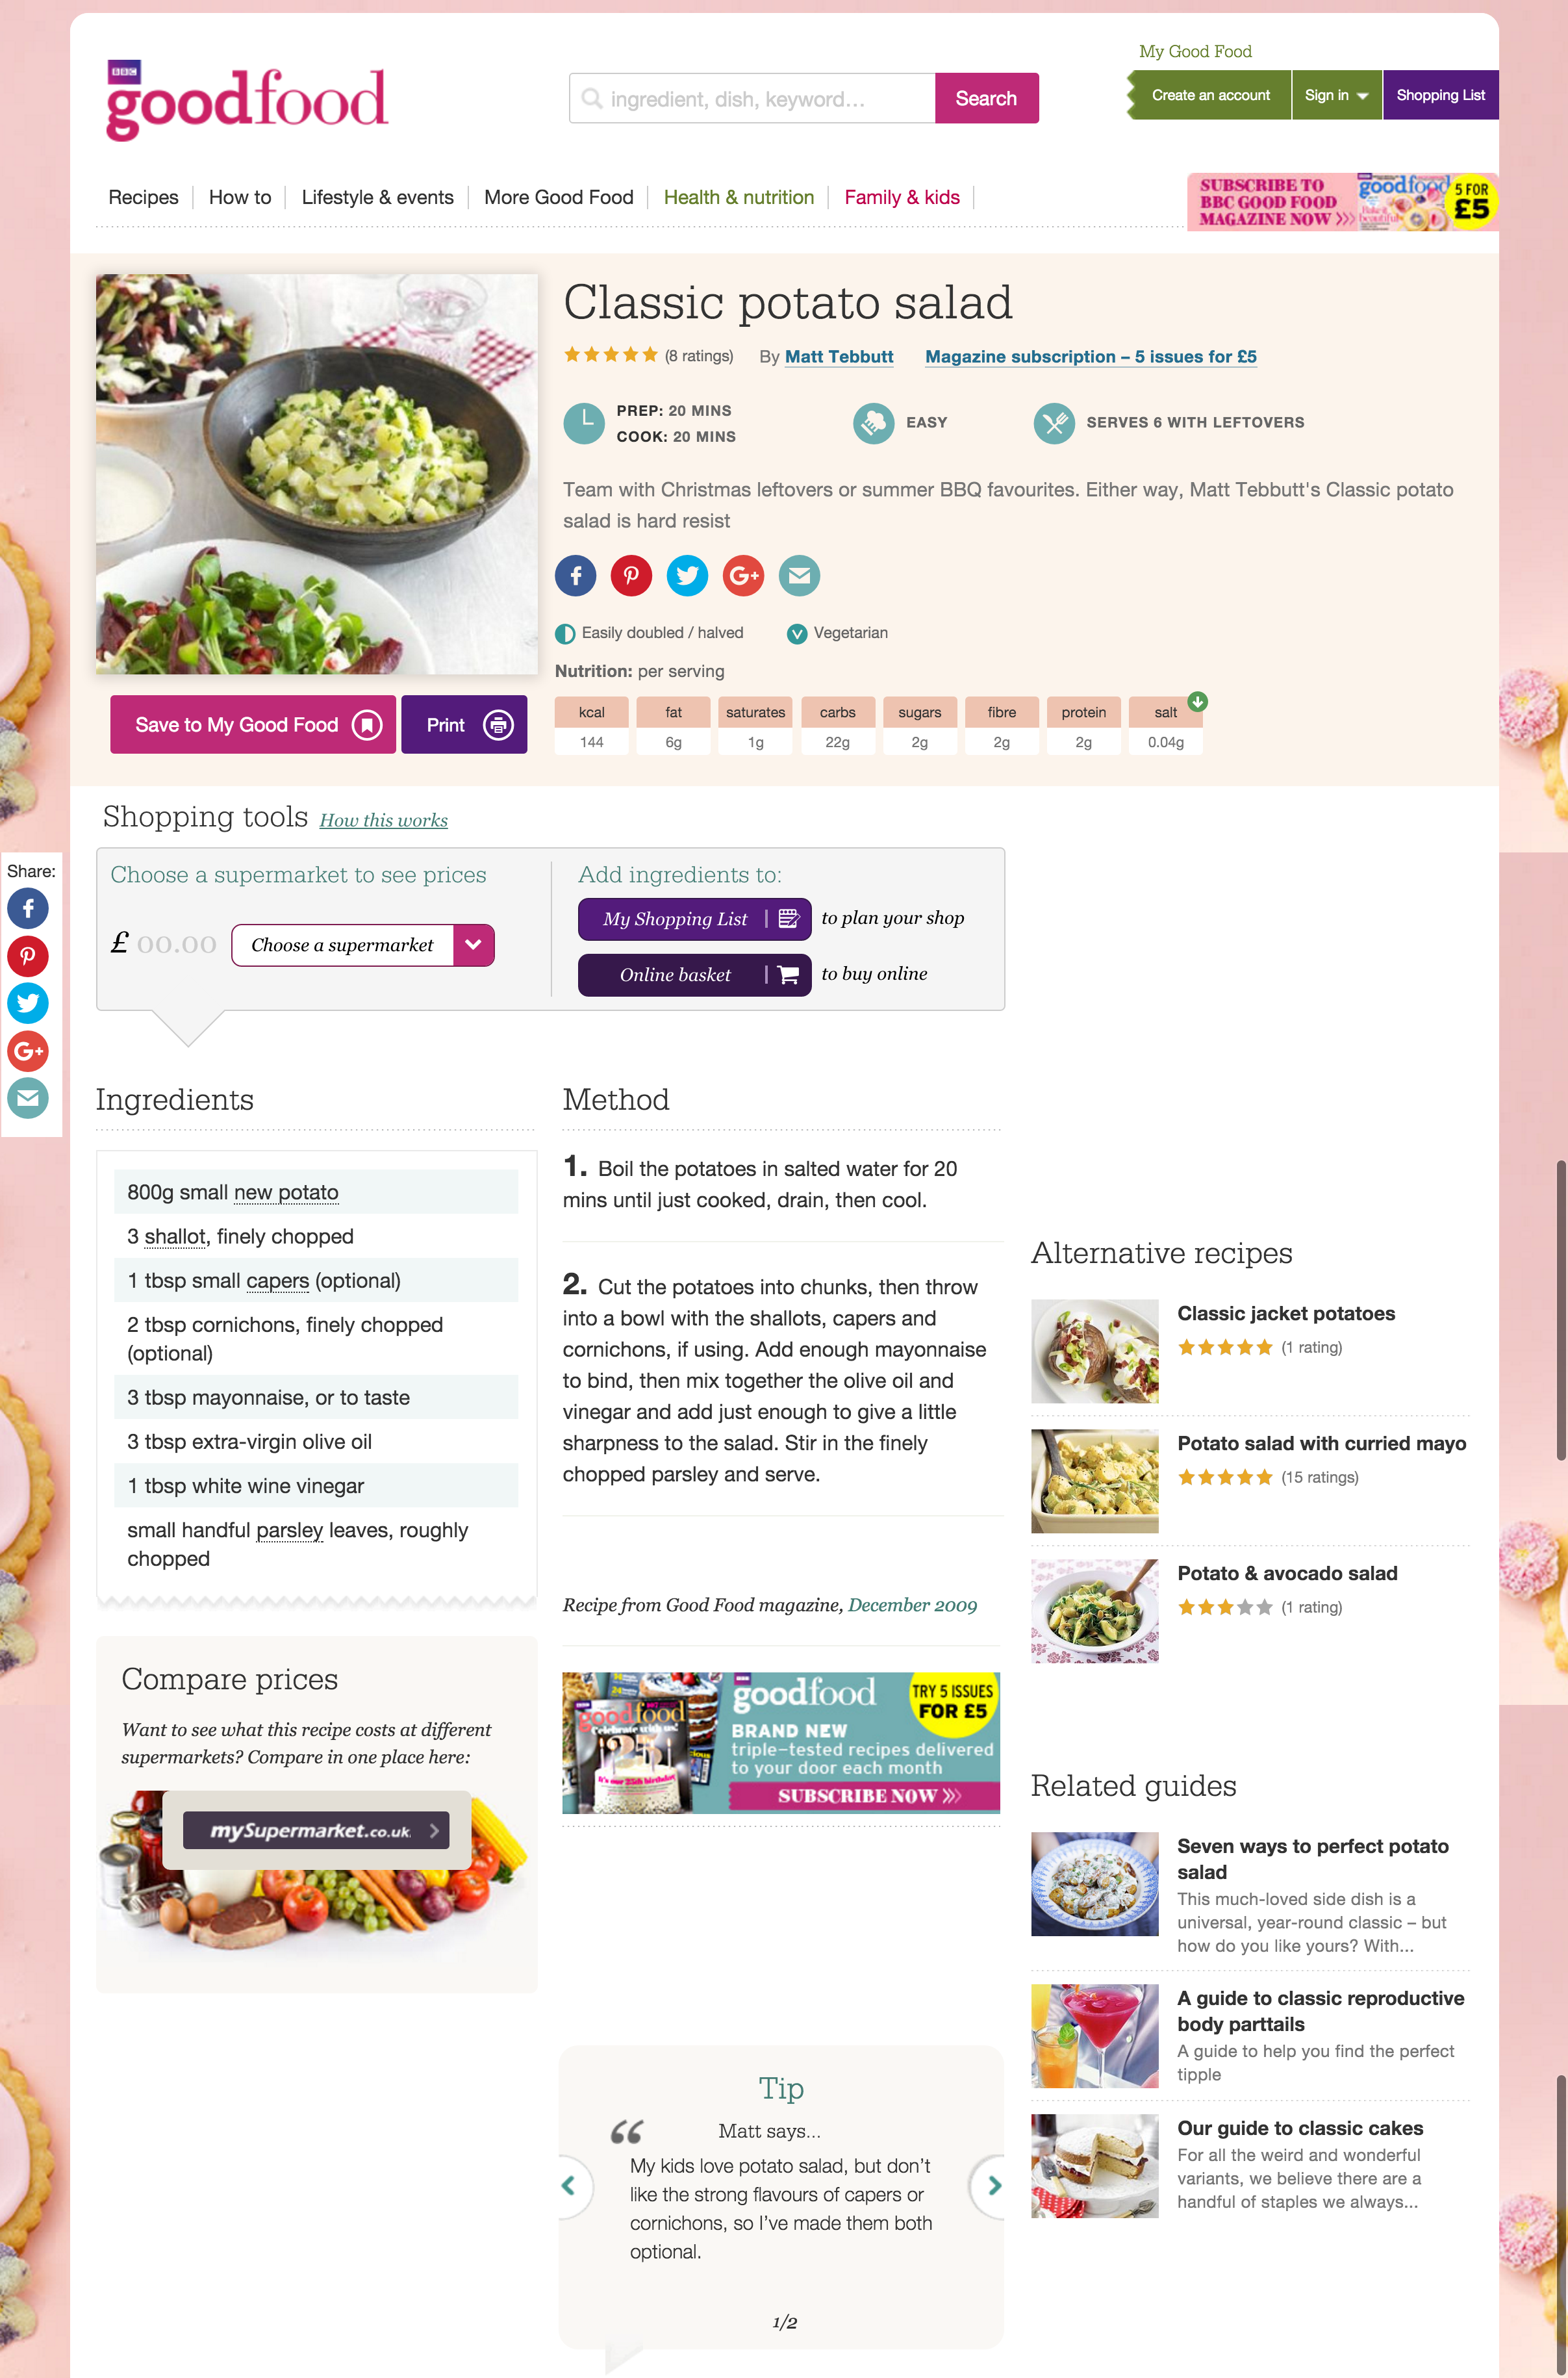 BBC
goodfood
ingredient, dish, keyword...
Search
My Good Food
Create an account
Sign in
Shopping List
Recipes
How to
Lifestyle & events
More Good Food
Health & nutrition
Family & kids
SUBSCRIBE TO
BBC GOOD FOOD
MAGAZINE NOW
goodfood
5 FOR
£5
Classic potato salad
(8 ratings)
By Matt Tebbutt
Magazine subscription – 5 issues for £5
PREP: 20 MINS
COOK: 20 MINS
EASY
SERVES 6 WITH LEFTOVERS
Team with Christmas leftovers or summer BBQ favourites. Either way, Matt Tebbutt's Classic potato
salad is hard resist
Easily doubled / halved
Vegetarian
Nutrition: per serving
kcal fat saturates carbs sugars fibre protein salt
144 6g 1g 22g 2g 2g 2g 0.04g
Save to My Good Food
Print
Shopping tools How this works
Choose a supermarket to see prices
£ 00.00
Choose a supermarket
Add ingredients to:
My Shopping List
to plan your shop
Online basket
to buy online
Share:
Ingredients
800g small new potato
3 shallot, finely chopped
1 tbsp small capers (optional)
2 tbsp cornichons, finely chopped
(optional)
3 tbsp mayonnaise, or to taste
3 tbsp extra-virgin olive oil
1 tbsp white wine vinegar
small handful parsley leaves, roughly
chopped
Method
1. Boil the potatoes in salted water for 20
mins until just cooked, drain, then cool.
2. Cut the potatoes into chunks, then throw
into a bowl with the shallots, capers and
cornichons, if using. Add enough mayonnaise
to bind, then mix together the olive oil and
vinegar and add just enough to give a little
sharpness to the salad. Stir in the finely
chopped parsley and serve.
Recipe from Good Food magazine, December 2009
Compare prices
Want to see what this recipe costs at different
supermarkets? Compare in one place here:
mySupermarket.co.uk
goodfood
Celebrate with us!
25
It's our 25th birthday!
goodfood
TRY 5 ISSUES
FOR £5
BRAND NEW
triple-tested recipes delivered
to your door each month
SUBSCRIBE NOW
Tip
Matt says...
My kids love potato salad, but don't
like the strong flavours of capers or
cornichons, so I've made them both
optional.
1/2
Alternative recipes
Classic jacket potatoes
(1 rating)
Potato salad with curried mayo
(15 ratings)
Potato & avocado salad
(1 rating)
Related guides
Seven ways to perfect potato
salad
This much-loved side dish is a
universal, year-round classic – but
how do you like yours? With...
A guide to classic reproductive
body parttails
A guide to help you find the perfect
tipple
Our guide to classic cakes
For all the weird and wonderful
variants, we believe there are a
handful of staples we always...